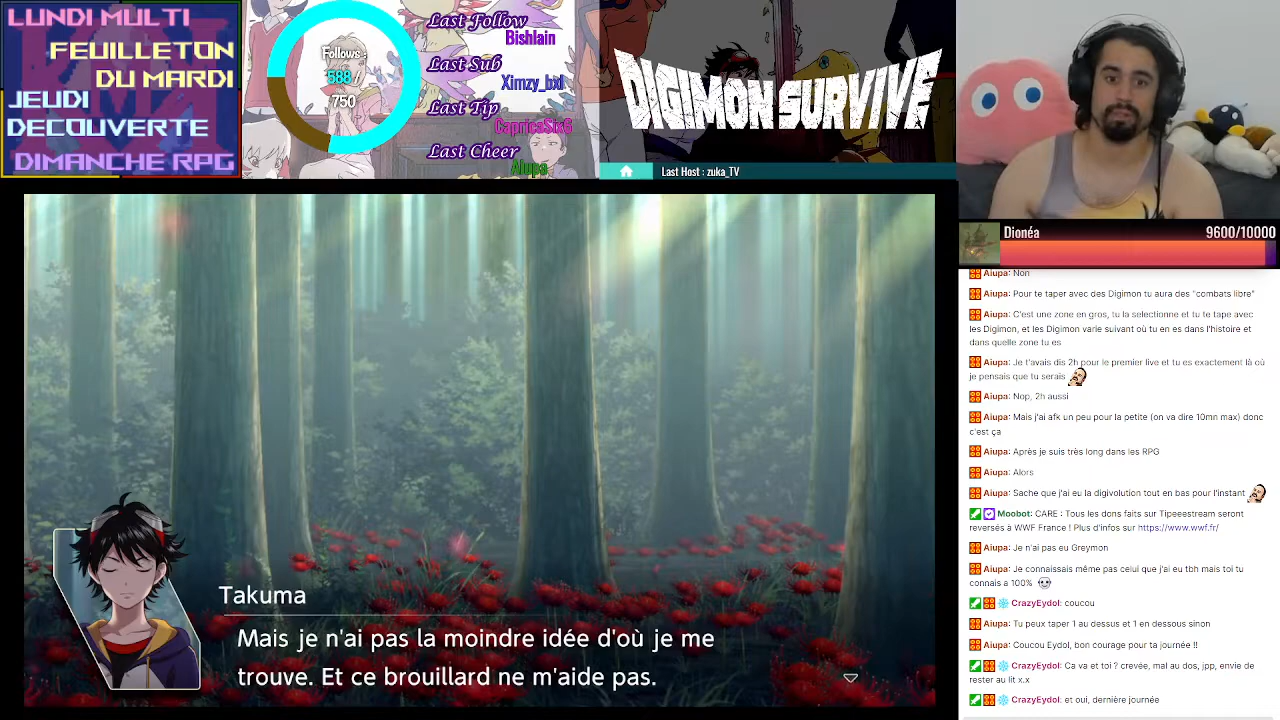 LUNDI MULTI
FEUILLETON
DU MARDI
JEUDI
DECOUVERTE
DIMANCHE RPG
Follows :
588 /
750
Last Follow
Bishlain
Last Sub
Ximzy_bxl
Last Tip
CapricaSix6
Last Cheer
Aiupa
DIGIMON SURVIVE
Last Host : zuka_TV
Dionéa
9600/10000
Aiupa: Non
Aiupa: Pour te taper avec des Digimon tu aura des "combats libre"
Aiupa: C'est une zone en gros, tu la selectionne et tu te tape avec
les Digimon, et les Digimon varie suivant où tu en es dans l'histoire et
dans quelle zone tu es
Aiupa: Je t'avais dis 2h pour le premier live et tu es exactement là où
je pensais que tu serais
Aiupa: Nop, 2h aussi
Aiupa: Mais j'ai afk un peu pour la petite (on va dire 10mn max) donc
c'est ça
Aiupa: Après je suis très long dans les RPG
Aiupa: Alors
Aiupa: Sache que j'ai eu la digivolution tout en bas pour l'instant
Moobot: CARE : Tous les dons faits sur Tipeeestream seront
reversés à WWF France ! Plus d'infos sur https://www.wwf.fr/
Aiupa: Je n'ai pas eu Greymon
Aiupa: Je connaissais même pas celui que j'ai eu tbh mais toi tu
connais a 100%
CrazyEydol: coucou
Aiupa: Tu peux taper 1 au dessus et 1 en dessous sinon
Aiupa: Coucou Eydol, bon courage pour ta journée !!
CrazyEydol: Ca va et toi ? crevée, mal au dos, jpp, envie de
rester au lit x.x
CrazyEydol: et oui, dernière journée
Takuma
Mais je n'ai pas la moindre idée d'où je me
trouve. Et ce brouillard ne m'aide pas.